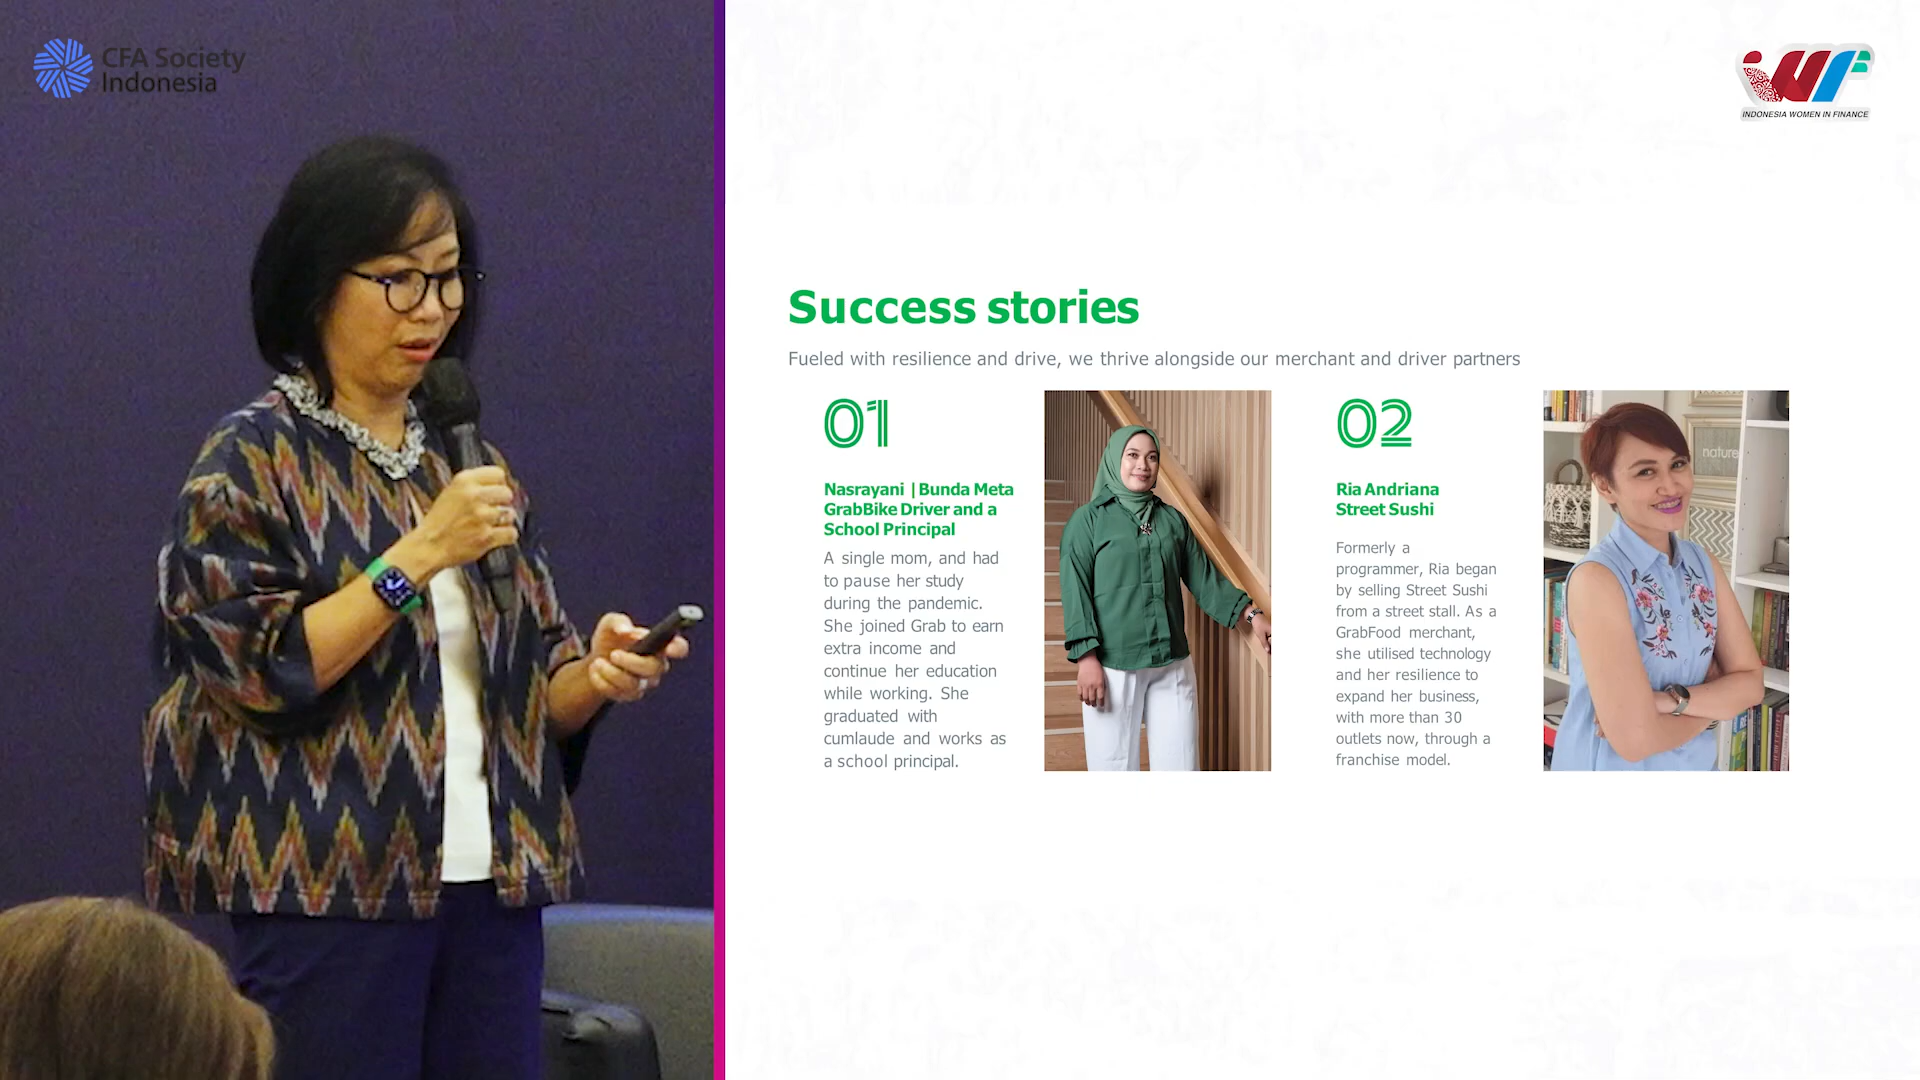 CFA Society
Indonesia
INDONESIA WOMEN IN FINANCE
Success stories
Fueled with resilience and drive, we thrive alongside our merchant and driver partners
01
Nasrayani | Bunda Meta
GrabBike Driver and a
School Principal
A single mom, and had
to pause her study
during the pandemic.
She joined Grab to earn
extra income and
continue her education
while working. She
graduated with
cumlaude and works as
a school principal.
02
Ria Andriana
Street Sushi
Formerly a
programmer, Ria began
by selling Street Sushi
from a street stall. As a
GrabFood merchant,
she utilised technology
and her resilience to
expand her business,
with more than 30
outlets now, through a
franchise model.
nature